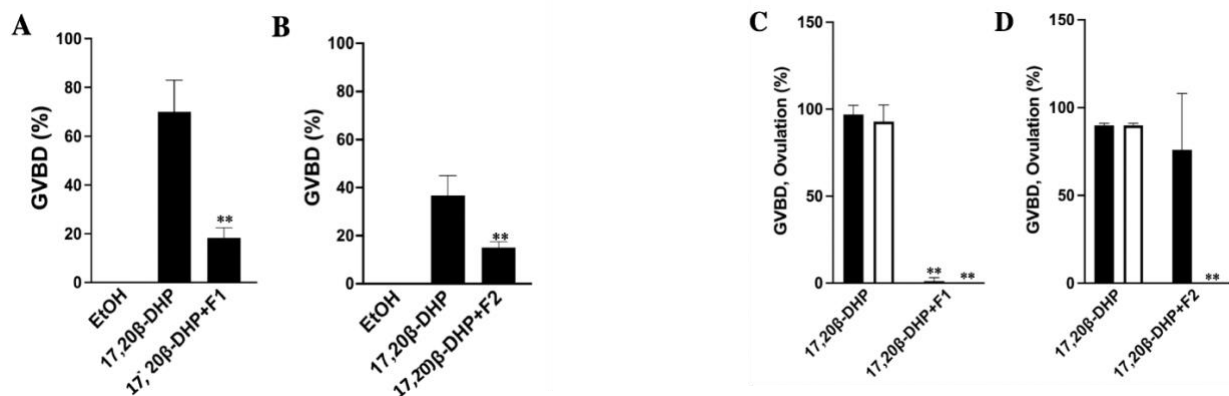 A
GVBD (%)
100
80
60
40
20
0
**
EtOH
17,20β-DHP
17,20β-DHP+F1
B
GVBD (%)
100
80
60
40
20
0
**
EtOH
17,20β-DHP
17,20)β-DHP+F2
C
GVBD, Ovulation (%)
150
100
50
0
** **
17,20β-DHP
17,20β-DHP+F1
D
GVBD, Ovulation (%)
150
100
50
0
**
17,20β-DHP
17,20β-DHP+F2